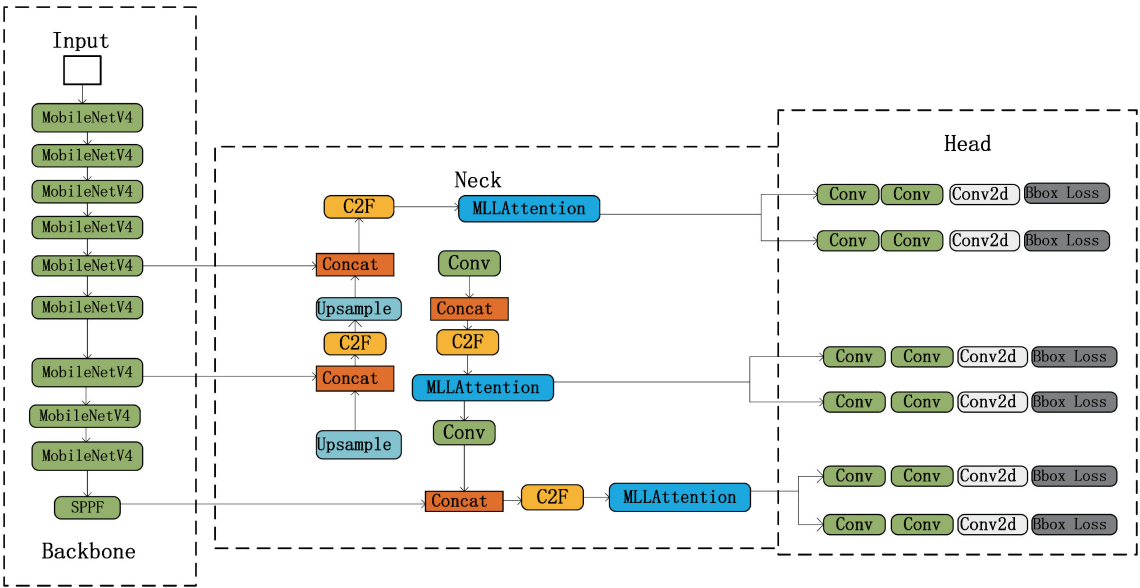 Input
MobileNetV4
MobileNetV4
MobileNetV4
MobileNetV4
MobileNetV4
MobileNetV4
MobileNetV4
MobileNetV4
MobileNetV4
SPPF
Backbone
Neck
C2F
MLLAttention
Concat
Upsample
C2F
Concat
Upsample
Conv
Concat
C2F
MLLAttention
Conv
Concat
C2F
MLLAttention
Head
Conv Conv Conv2d Bbox Loss
Conv Conv Conv2d Bbox Loss
Conv Conv Conv2d Bbox Loss
Conv Conv Conv2d Bbox Loss
Conv Conv Conv2d Bbox Loss
Conv Conv Conv2d Bbox Loss